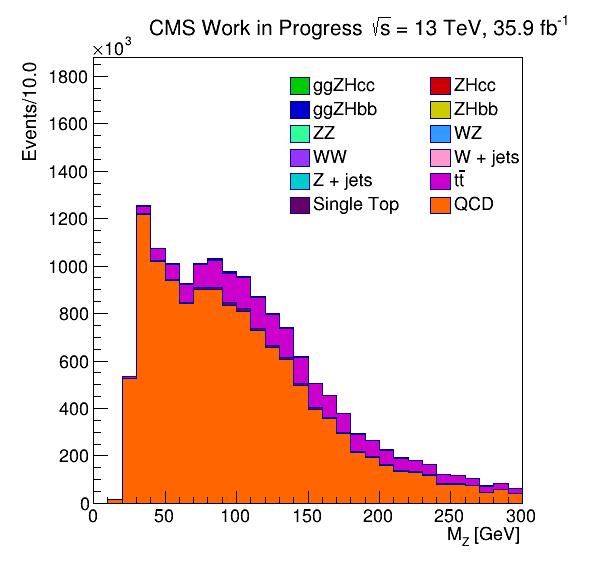 CMS Work in Progress √s = 13 TeV, 35.9 fb⁻¹
×10³
Events/10.0
1800
1600
1400
1200
1000
800
600
400
200
0
ggZHcc ZHcc
ggZHbb ZHbb
ZZ WZ
WW W + jets
Z + jets tt̄
Single Top QCD
0 50 100 150 200 250 300
M_Z [GeV]